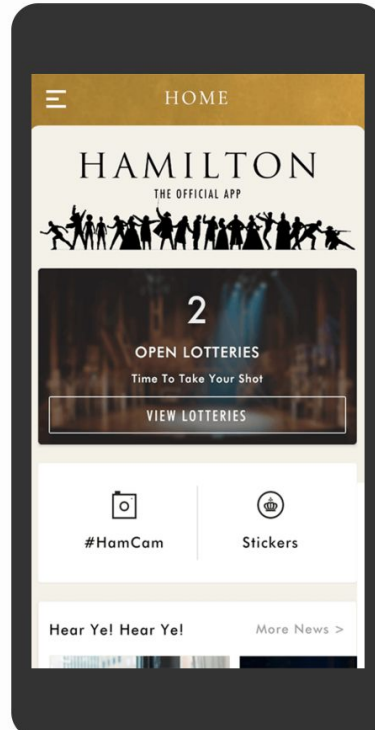 HOME
HAMILTON
THE OFFICIAL APP
2
OPEN LOTTERIES
Time To Take Your Shot
VIEW LOTTERIES
#HamCam
Stickers
Hear Ye! Hear Ye!
More News >